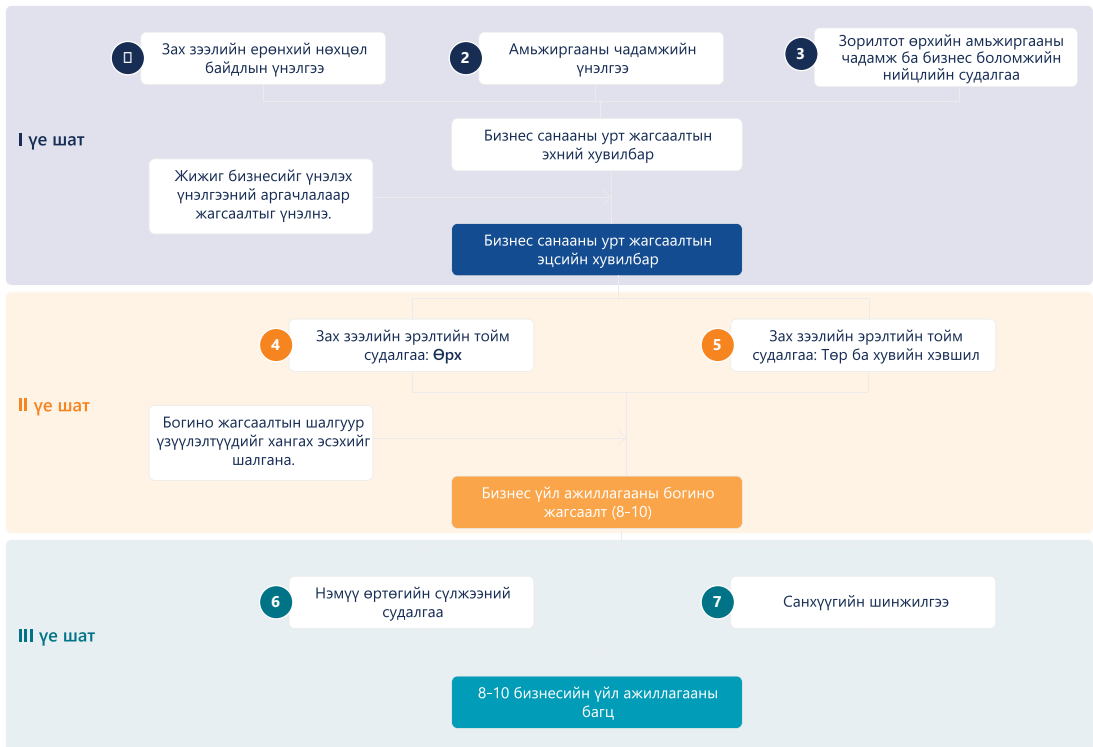 Зах зээлийн ерөнхий нөхцөл
байдлын үнэлгээ
2
Амьжиргааны чадамжийн
үнэлгээ
3
Зорилтот өрхийн амьжиргааны
чадамж ба бизнес боломжийн
нийцлийн судалгаа
I үе шат
Бизнес санааны урт жагсаалтын
эхний хувилбар
Жижиг бизнесийг үнэлэх
үнэлгээний аргачлалаар
жагсаалтыг үнэлнэ.
Бизнес санааны урт жагсаалтын
эцсийн хувилбар
4
Зах зээлийн эрэлтийн тойм
судалгаа: Өрх
5
Зах зээлийн эрэлтийн тойм
судалгаа: Төр ба хувийн хэвшил
II үе шат
Богино жагсаалтын шалгуур
үзүүлэлтүүдийг хангах эсэхийг
шалгана.
Бизнес үйл ажиллагааны богино
жагсаалт (8-10)
6
Нэмүү өртөгийн сүлжээний
судалгаа
7
Санхүүгийн шинжилгээ
III үе шат
8-10 бизнесийн үйл ажиллагааны
багц